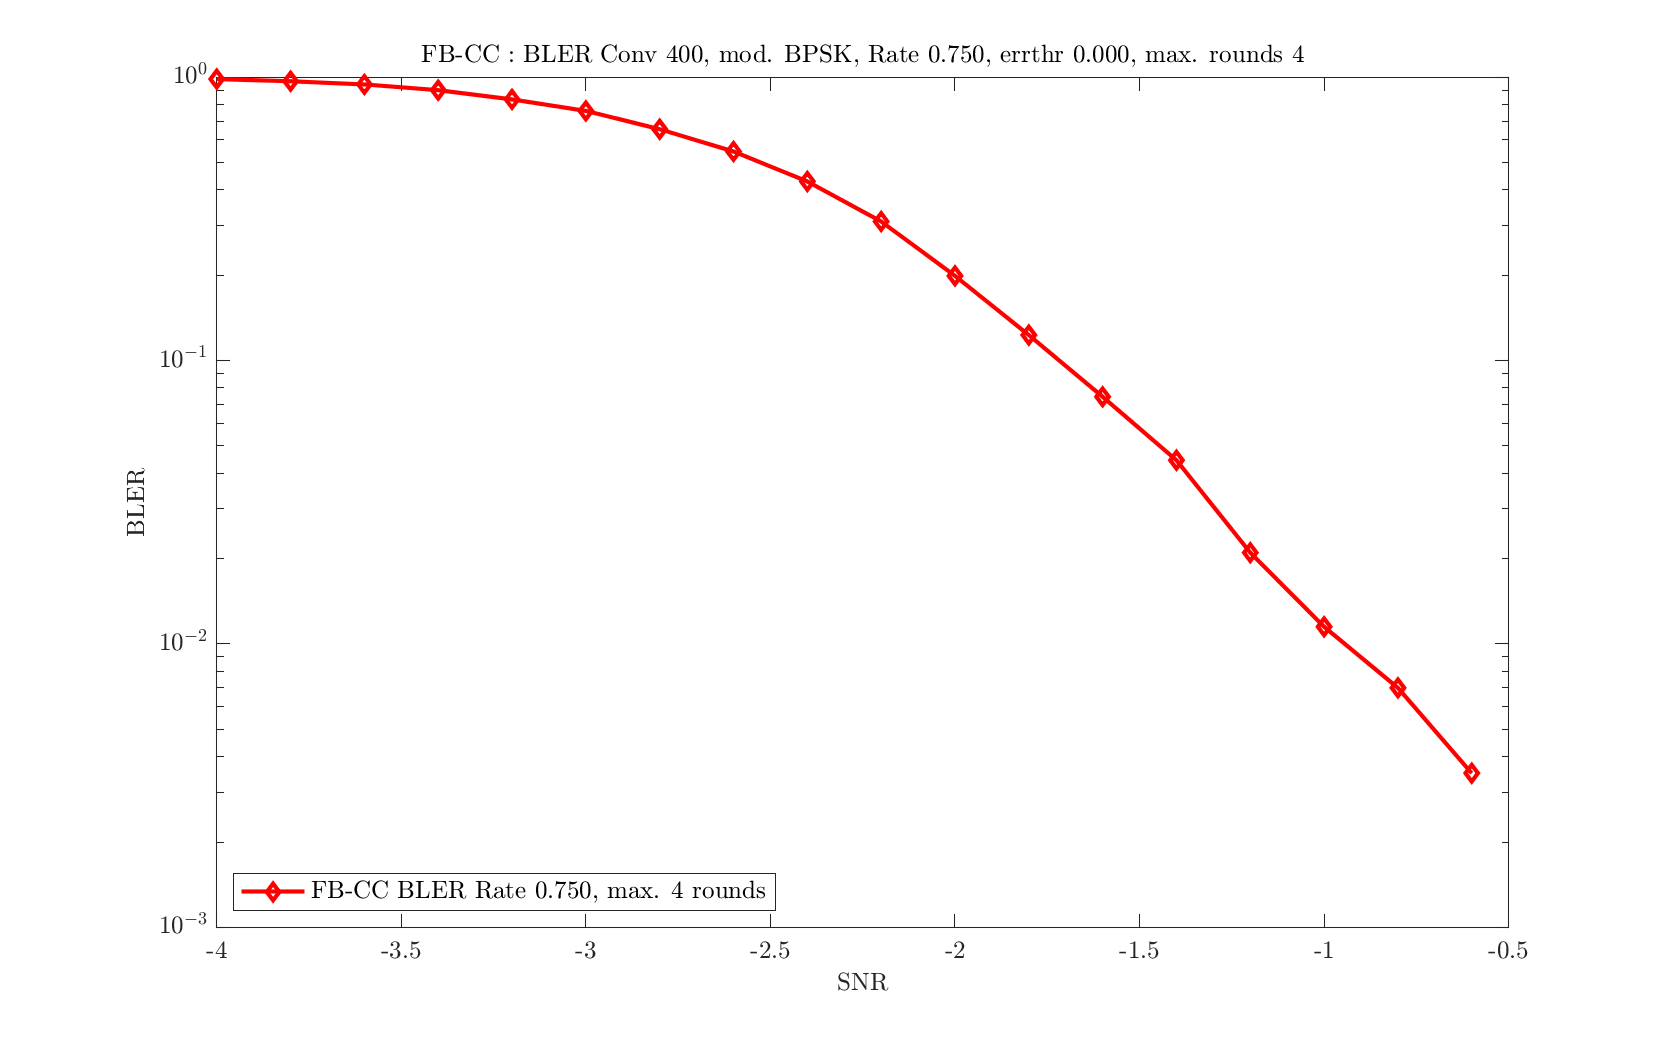 FB-CC : BLER Conv 400, mod. BPSK, Rate 0.750, errthr 0.000, max. rounds 4
10^0
10^{-1}
10^{-2}
10^{-3}
BLER
FB-CC BLER Rate 0.750, max. 4 rounds
-4 -3.5 -3 -2.5 -2 -1.5 -1 -0.5
SNR